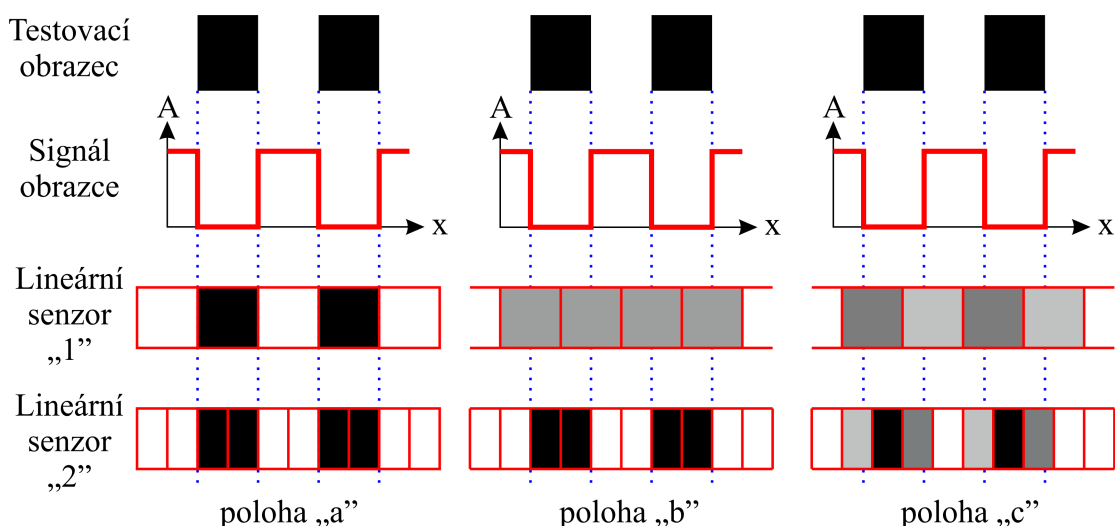 Testovací
obrazec
A
A
A
Signál
obrazce
x
x
x
Lineární
senzor
„1”
Lineární
senzor
„2”
poloha „a”
poloha „b”
poloha „c”